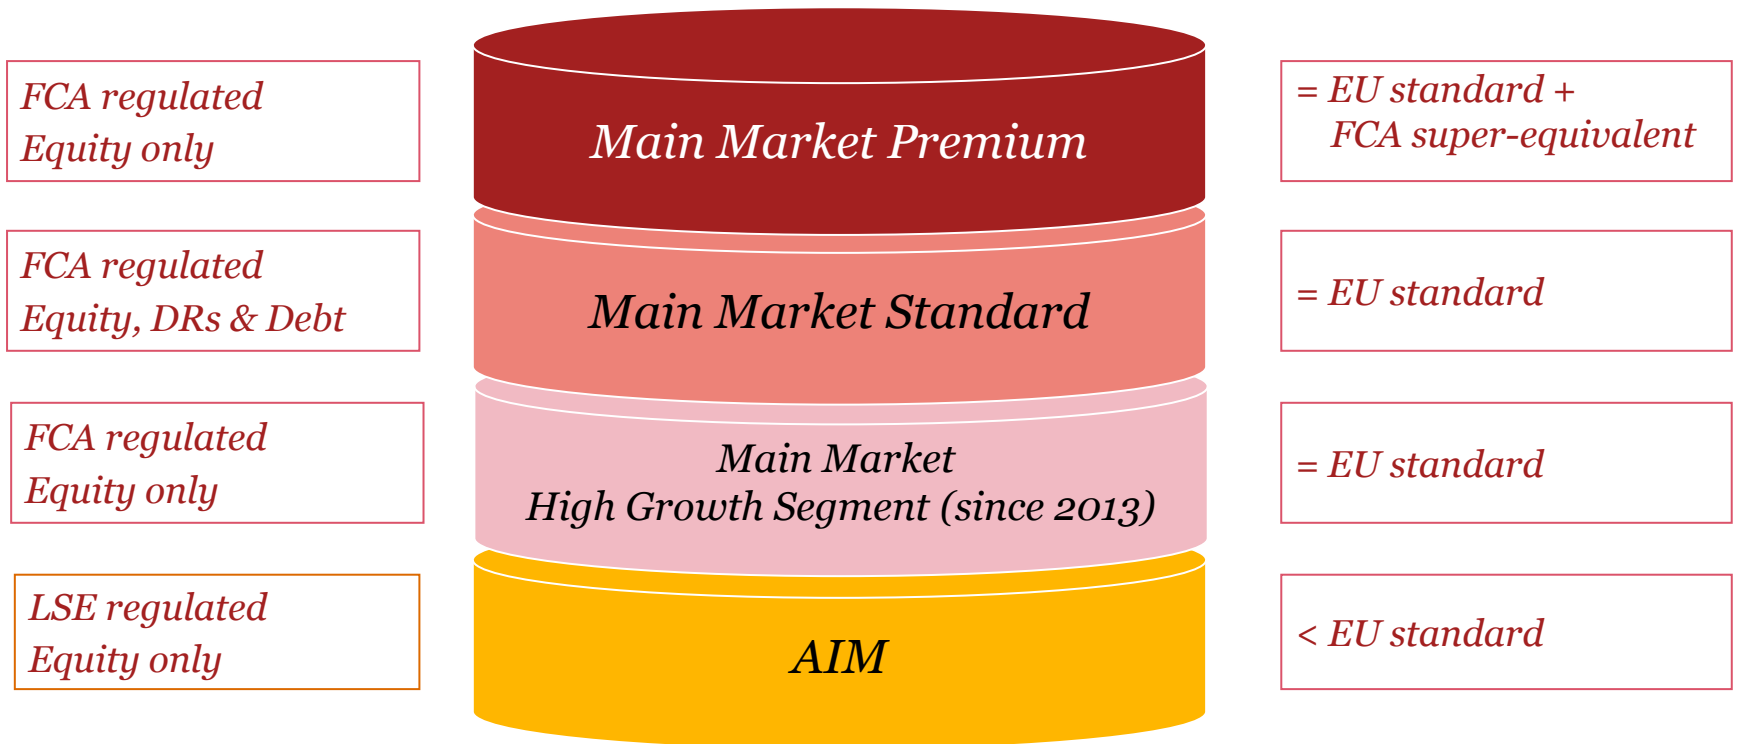 FCA regulated
Equity only
Main Market Premium
= EU standard +
FCA super-equivalent
FCA regulated
Equity, DRs & Debt
Main Market Standard
= EU standard
FCA regulated
Equity only
Main Market
High Growth Segment (since 2013)
= EU standard
LSE regulated
Equity only
AIM
< EU standard